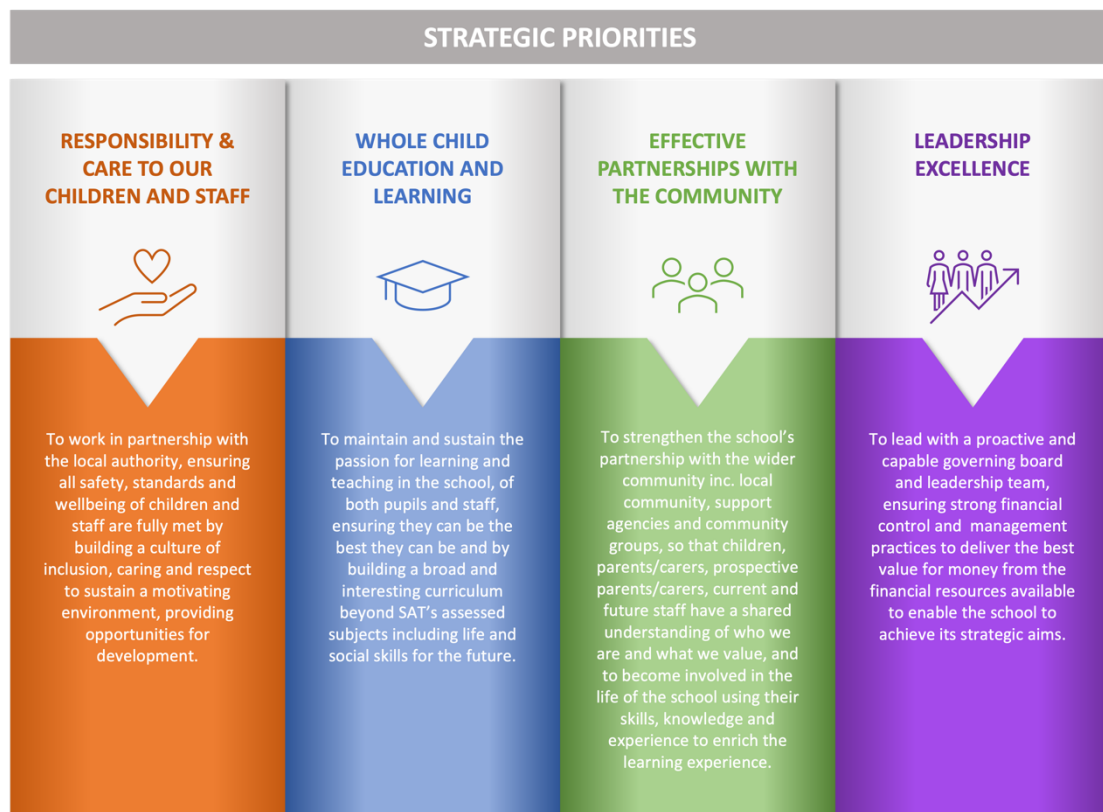 STRATEGIC PRIORITIES
RESPONSIBILITY &
CARE TO OUR
CHILDREN AND STAFF
To work in partnership with
the local authority, ensuring
all safety, standards and
wellbeing of children and
staff are fully met by
building a culture of
inclusion, caring and respect
to sustain a motivating
environment, providing
opportunities for
development.
WHOLE CHILD
EDUCATION AND
LEARNING
To maintain and sustain the
passion for learning and
teaching in the school, of
both pupils and staff,
ensuring they can be the
best they can be and by
building a broad and
interesting curriculum
beyond SAT's assessed
subjects including life and
social skills for the future.
EFFECTIVE
PARTNERSHIPS WITH
THE COMMUNITY
To strengthen the school's
partnership with the wider
community inc. local
community, support
agencies and community
groups, so that children,
parents/carers, prospective
parents/carers, current and
future staff have a shared
understanding of who we
are and what we value, and
to become involved in the
life of the school using their
skills, knowledge and
experience to enrich the
learning experience.
LEADERSHIP
EXCELLENCE
To lead with a proactive and
capable governing board
and leadership team,
ensuring strong financial
control and  management
practices to deliver the best
value for money from the
financial resources available
to enable the school to
achieve its strategic aims.